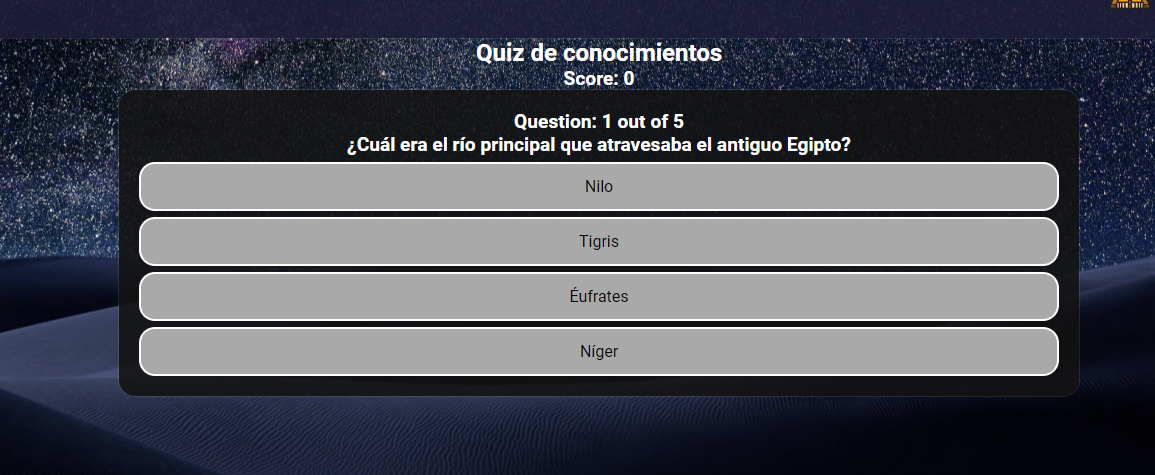 Quiz de conocimientos
Score: 0
Question: 1 out of 5
¿Cuál era el río principal que atravesaba el antiguo Egipto?
Nilo
Tigris
Éufrates
Níger